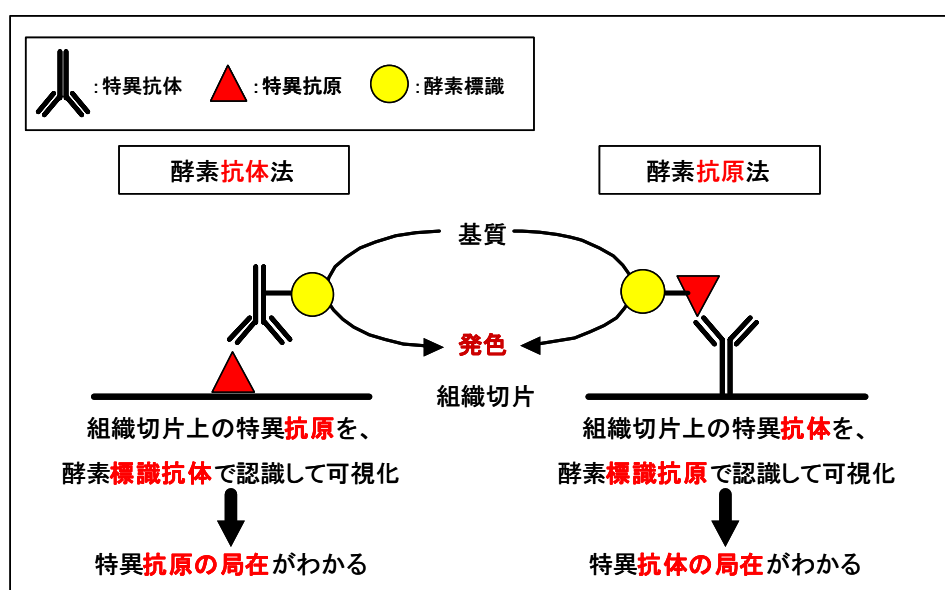 :特異抗体
:特異抗原
:酵素標識
酵素抗体法
酵素抗原法
基質
発色
組織切片
組織切片上の特異抗原を、
酵素標識抗体で認識して可視化
特異抗原の局在がわかる
組織切片上の特異抗体を、
酵素標識抗原で認識して可視化
特異抗体の局在がわかる